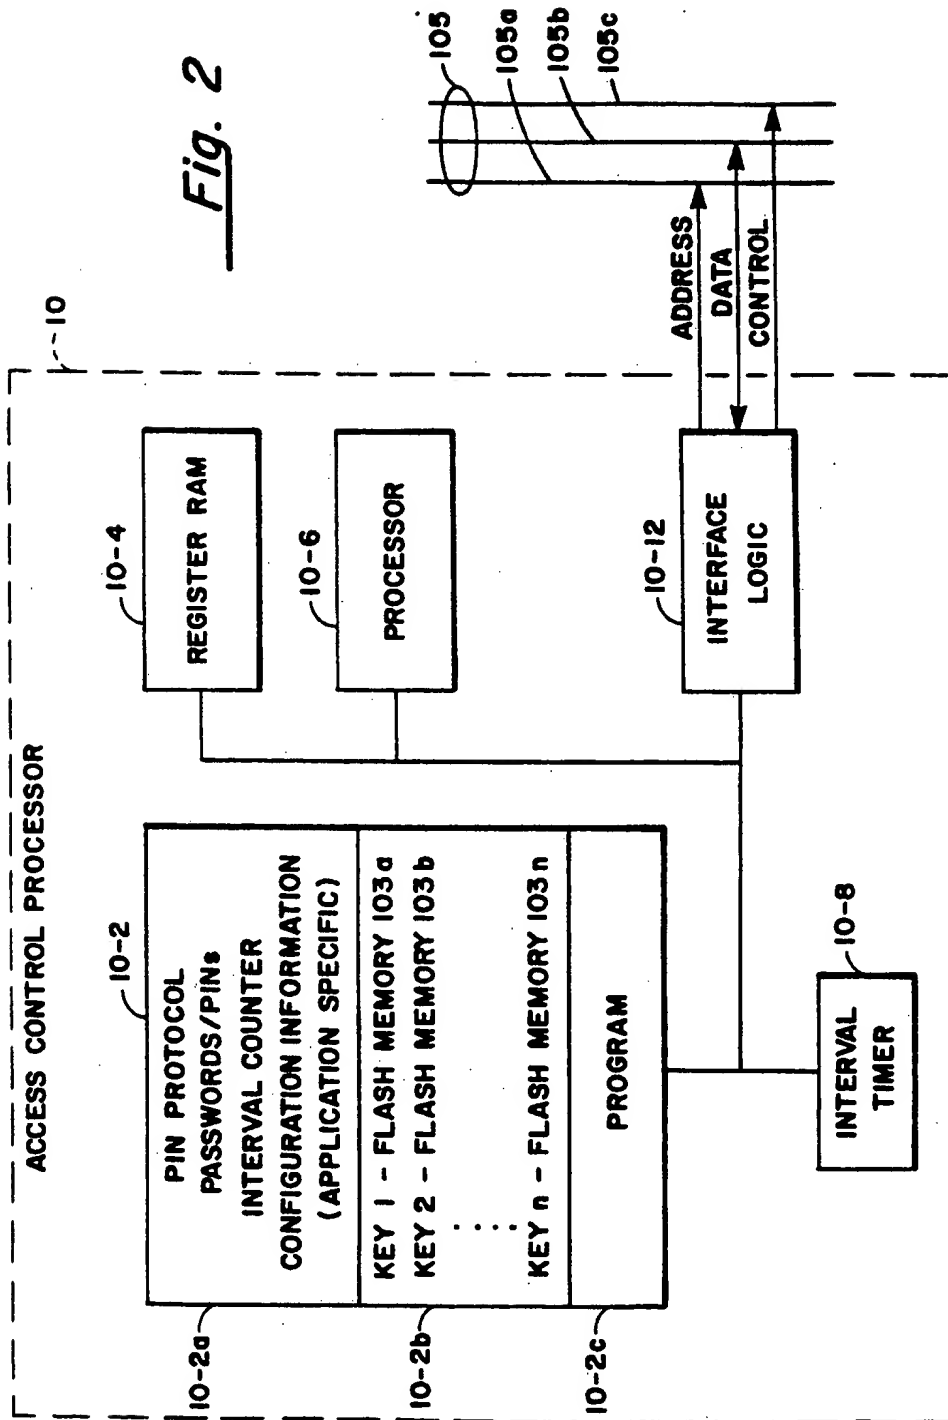 Fig. 2
10
ACCESS CONTROL PROCESSOR
10-2
10-2a
PIN PROTOCOL
PASSWORDS/PINs
INTERVAL COUNTER
CONFIGURATION INFORMATION
(APPLICATION SPECIFIC)
10-2b
KEY 1 - FLASH MEMORY 103a
KEY 2 - FLASH MEMORY 103b
.....
KEY n - FLASH MEMORY 103n
10-2c
PROGRAM
10-4
REGISTER RAM
10-6
PROCESSOR
10-8
INTERVAL
TIMER
10-12
INTERFACE
LOGIC
ADDRESS
DATA
CONTROL
105
105a
105b
105c